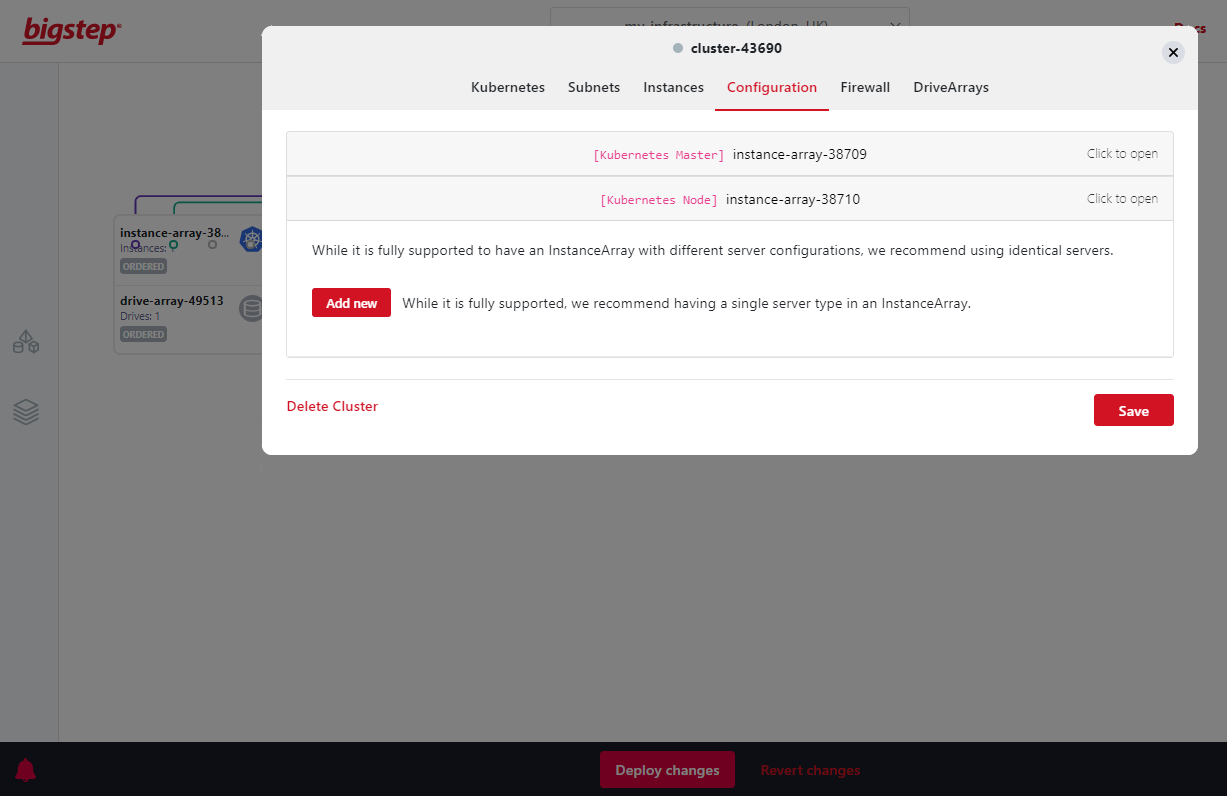 bigstep
my-infrastructure (London, UK)
Docs
cluster-43690
Kubernetes Subnets Instances Configuration Firewall DriveArrays
[Kubernetes Master] instance-array-38709 Click to open
[Kubernetes Node] instance-array-38710 Click to open
While it is fully supported to have an InstanceArray with different server configurations, we recommend using identical servers.
Add new While it is fully supported, we recommend having a single server type in an InstanceArray.
Delete Cluster
Save
instance-array-38...
Instances:
ORDERED
drive-array-49513
Drives: 1
ORDERED
Deploy changes Revert changes